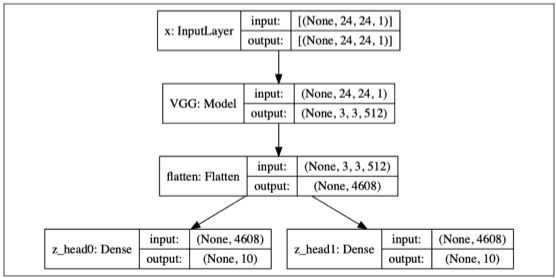 x: InputLayer input: [(None, 24, 24, 1)]
output: [(None, 24, 24, 1)]
VGG: Model input: (None, 24, 24, 1)
output: (None, 3, 3, 512)
flatten: Flatten input: (None, 3, 3, 512)
output: (None, 4608)
z_head0: Dense input: (None, 4608)
output: (None, 10)
z_head1: Dense input: (None, 4608)
output: (None, 10)